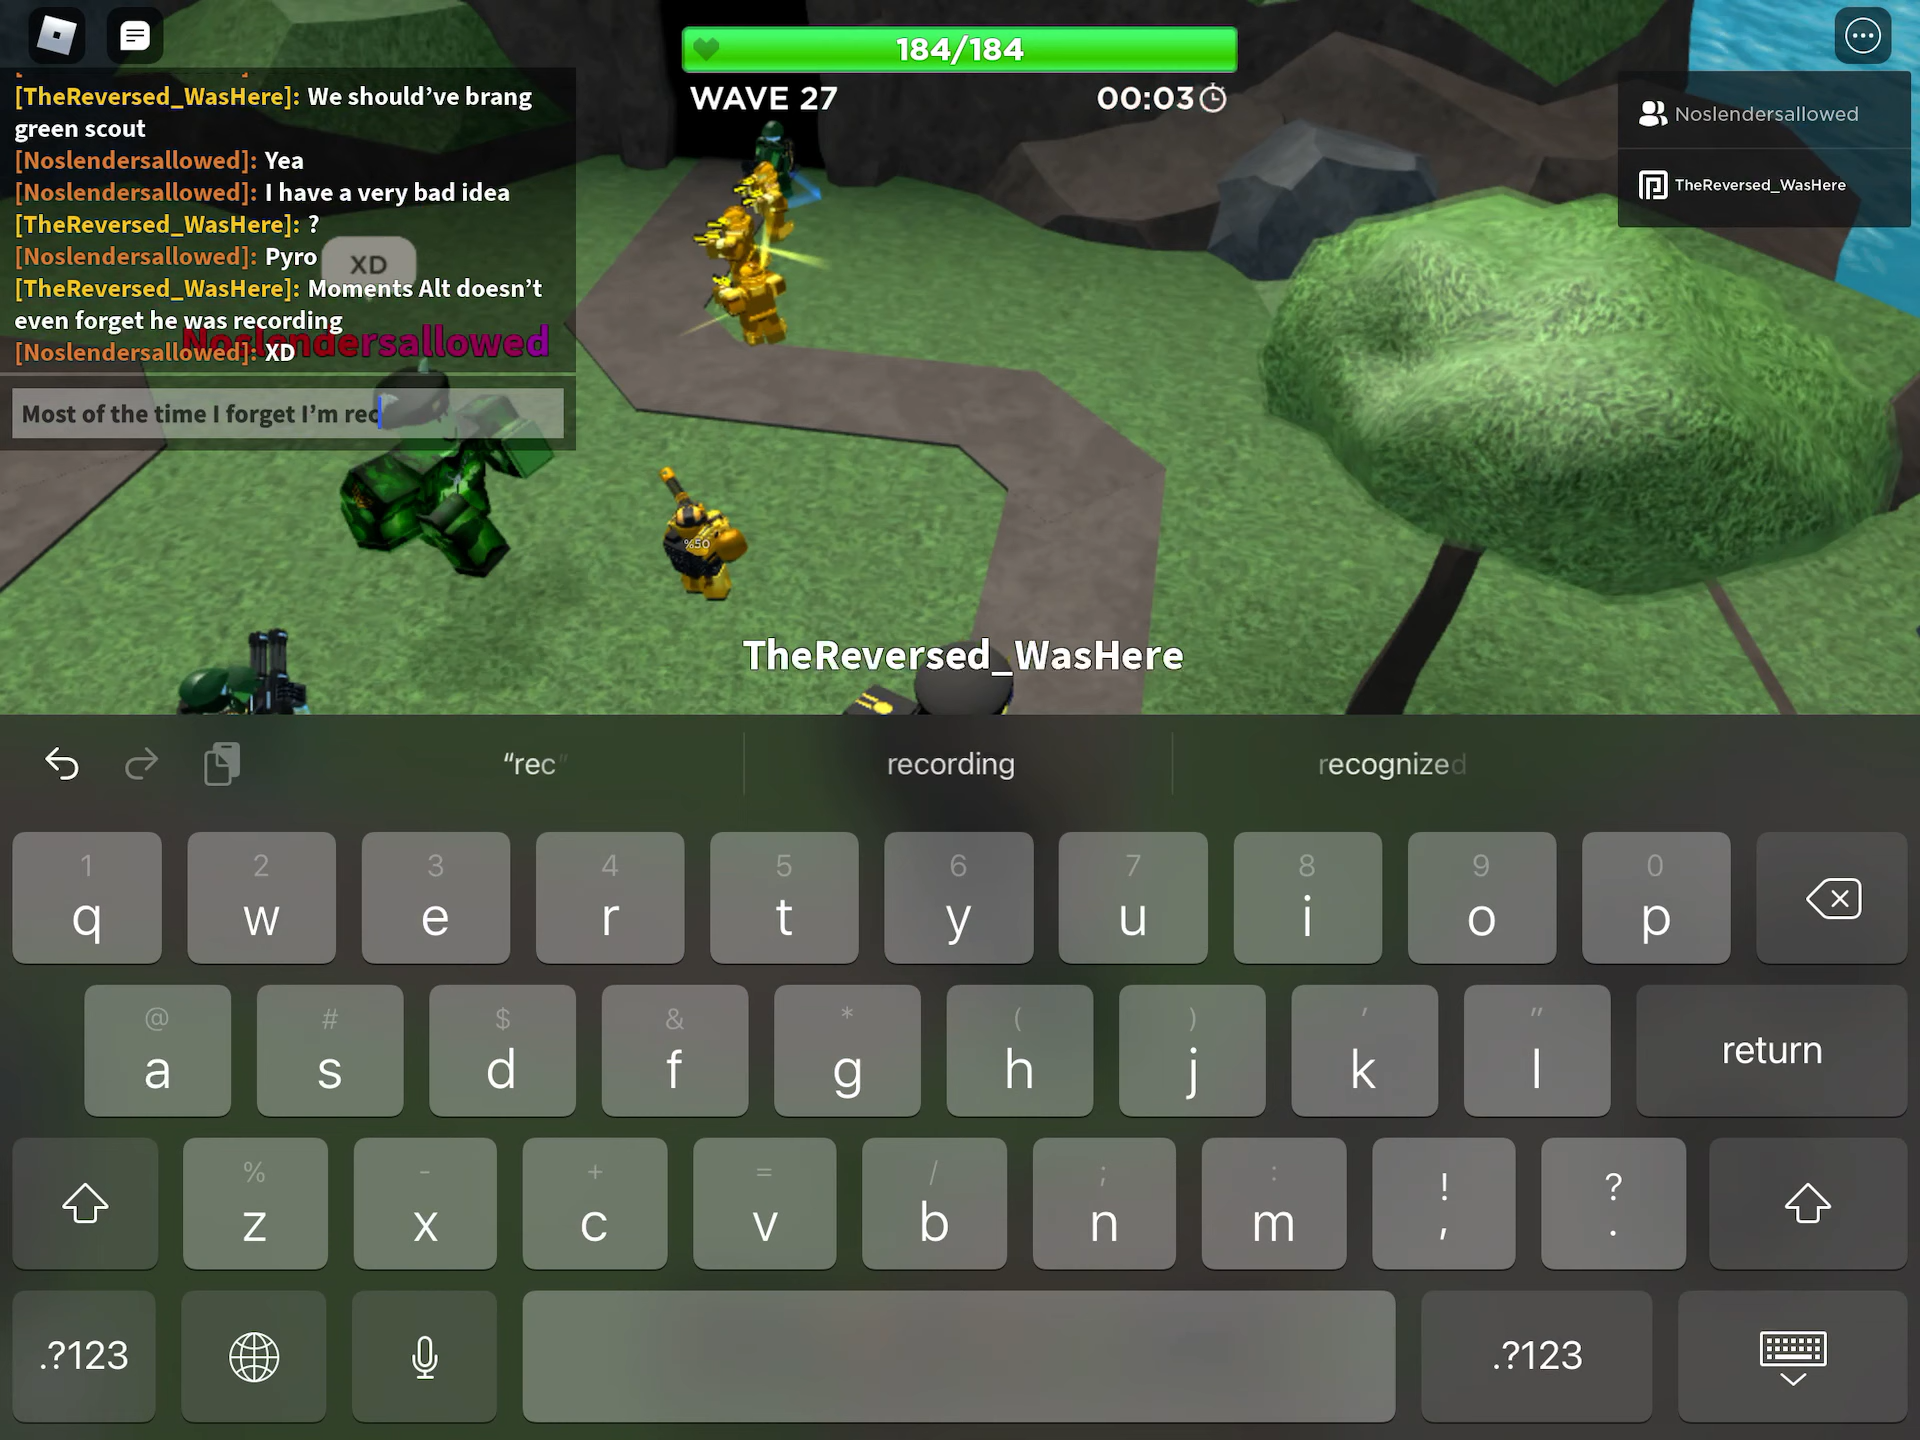 184/184
WAVE 27
00:03
[TheReversed_WasHere]: We should’ve brang
green scout
[Noslendersallowed]: Yea
[Noslendersallowed]: I have a very bad idea
[TheReversed_WasHere]: ?
[Noslendersallowed]: Pyro
[TheReversed_WasHere]: Moments Alt doesn’t
even forget he was recording
[Noslendersallowed]: XD
XD
Noslendersallowed
Most of the time I forget I’m rec
Noslendersallowed
TheReversed_WasHere
%50
TheReversed_WasHere
“rec”
recording
recognized
1 2 3 4 5 6 7 8 9 0
q w e r t y u i o p
@ # $ & * ( ) ’ ”
a s d f g h j k l return
% - + = / ; : ! ?
z x c v b n m , .
.?123 .?123